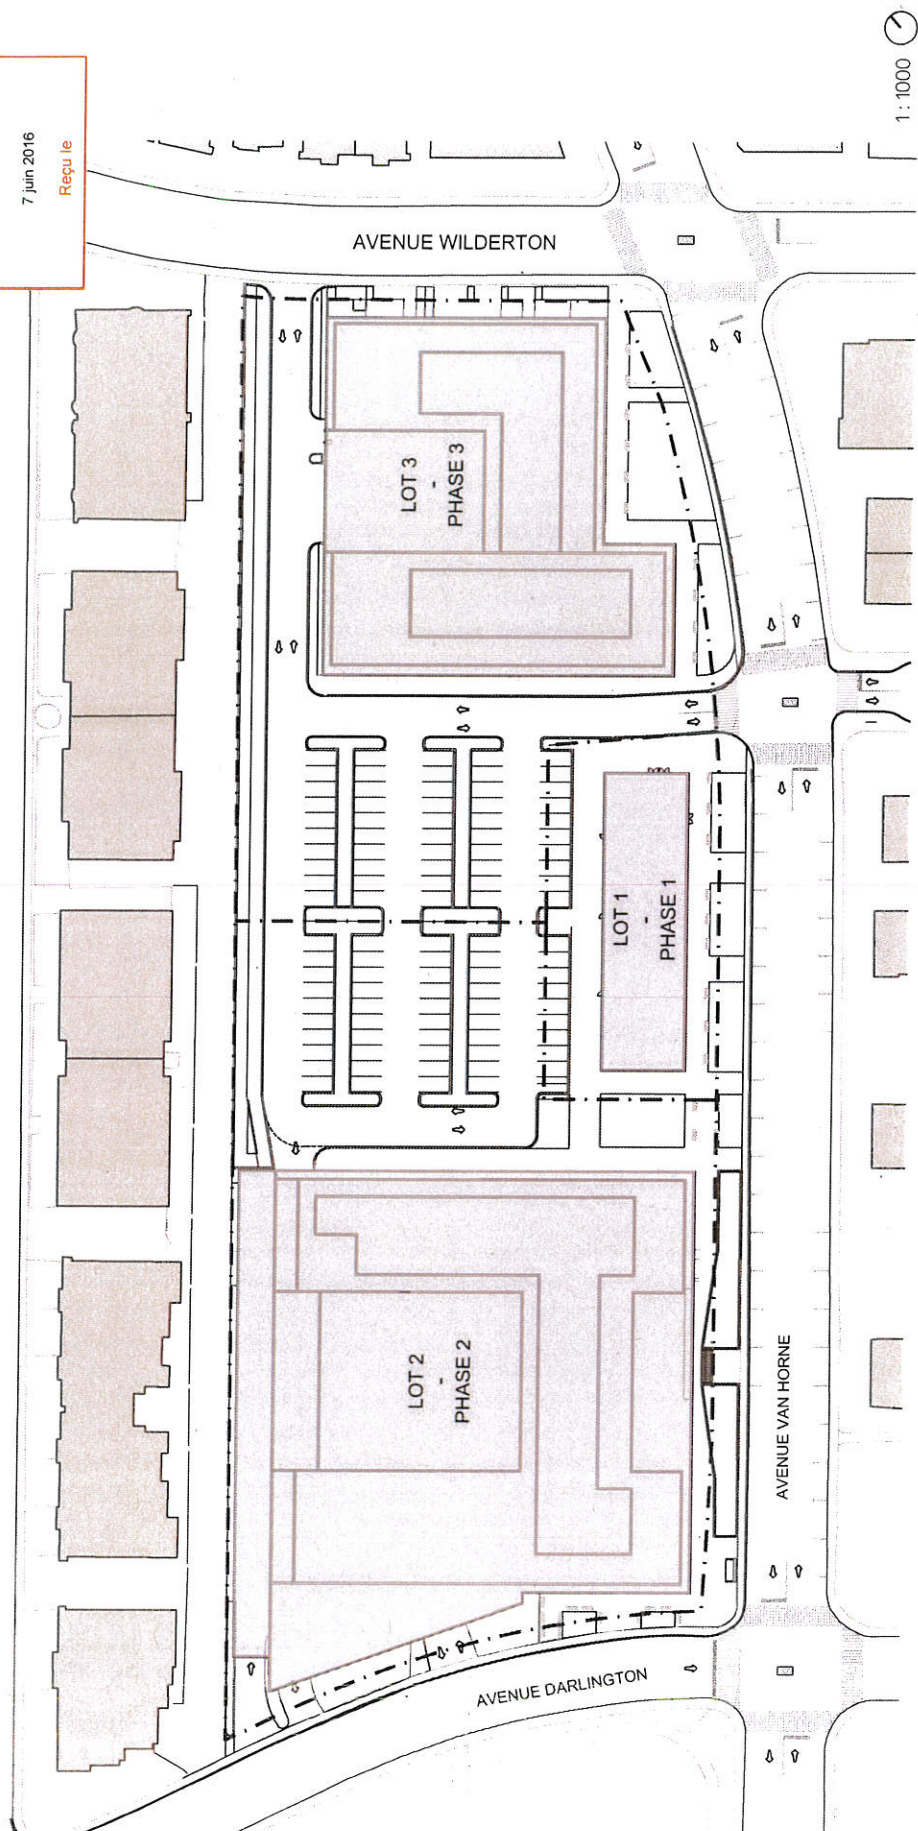 7 juin 2016
Reçu le
1 : 1000
AVENUE WILDERTON
LOT 3
-
PHASE 3
LOT 1
-
PHASE 1
LOT 2
-
PHASE 2
AVENUE VAN HORNE
AVENUE DARLINGTON